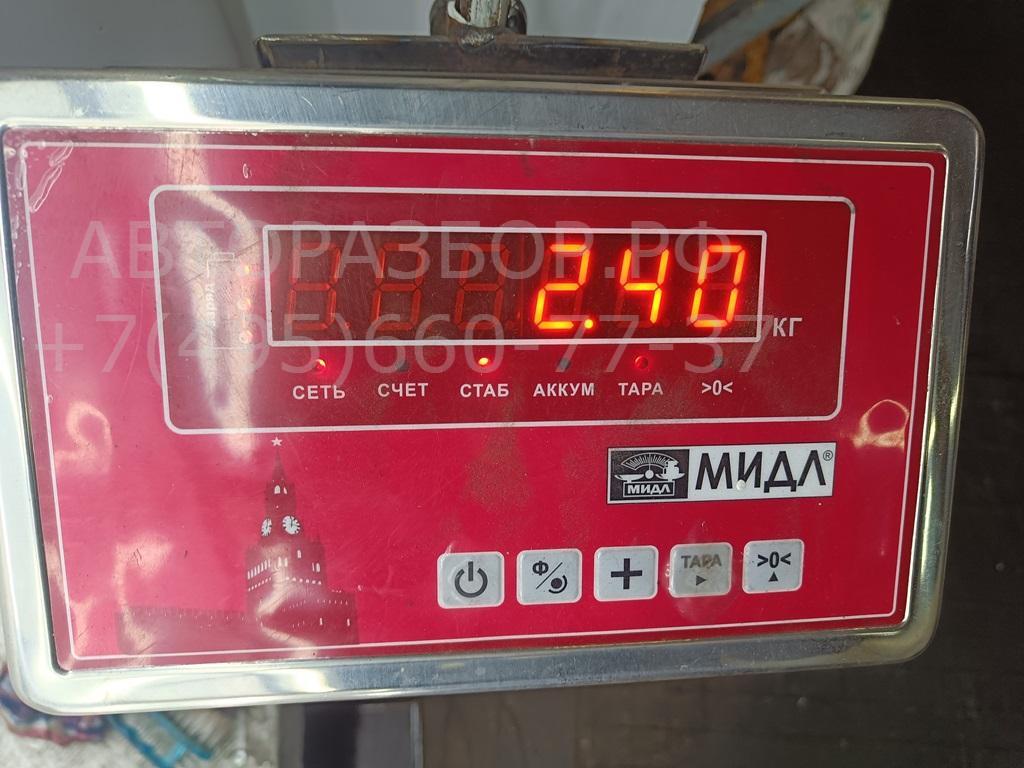 АВТОРАЗБОР.РФ
+7(495)660-77-37
2.40
КГ
СЕТЬ СЧЕТ СТАБ АККУМ ТАРА >0<
МИДЛ МИДЛ®
Ф + ТАРА >0<